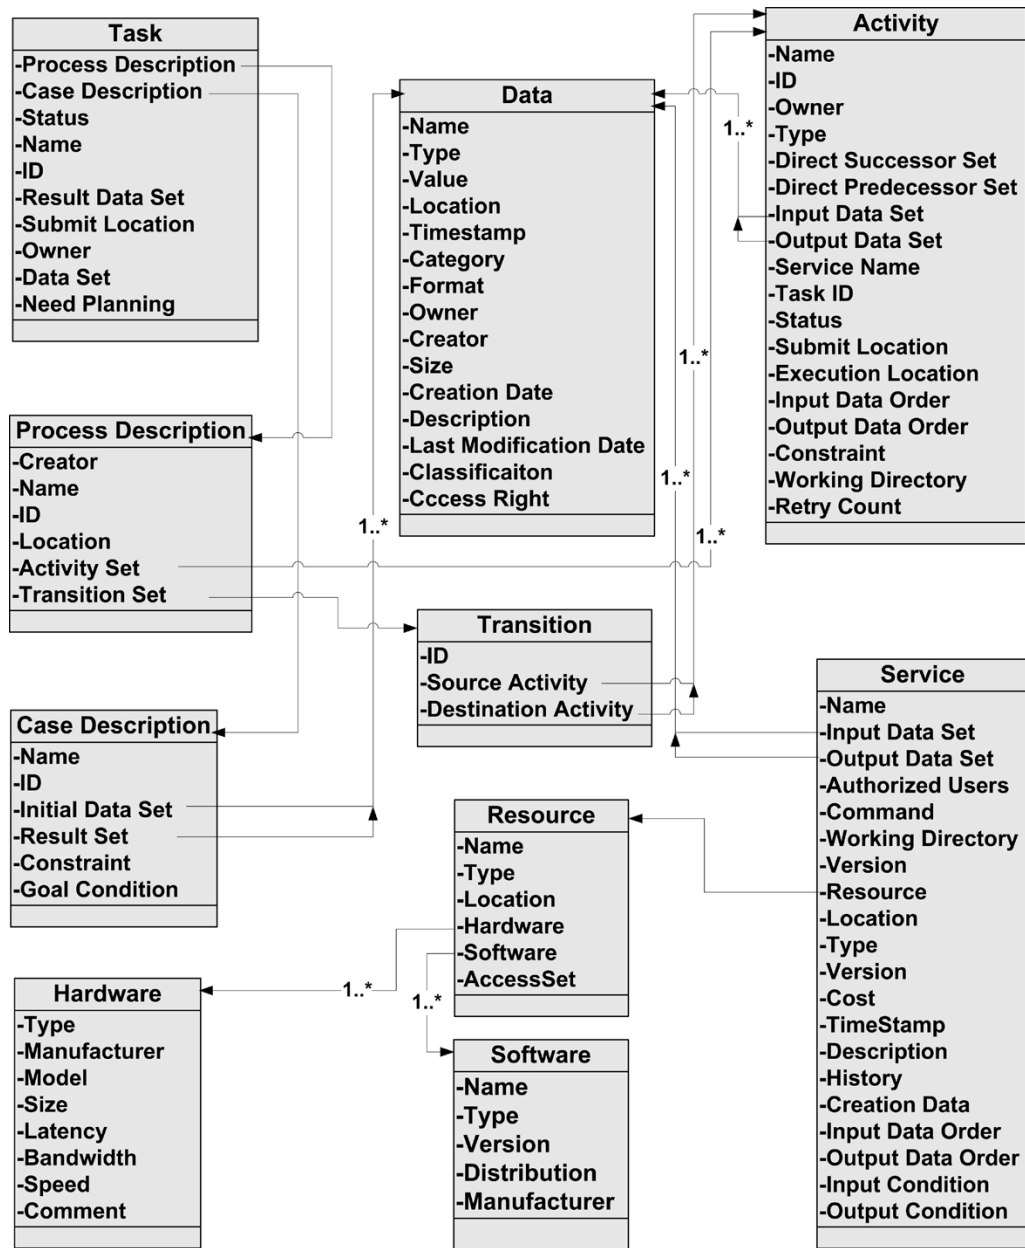 Task
-Process Description
-Case Description
-Status
-Name
-ID
-Result Data Set
-Submit Location
-Owner
-Data Set
-Need Planning
Data
-Name
-Type
-Value
-Location
-Timestamp
-Category
-Format
-Owner
-Creator
-Size
-Creation Date
-Description
-Last Modification Date
-Classificaiton
-Cccess Right
Activity
-Name
-ID
-Owner
-Type
-Direct Successor Set
-Direct Predecessor Set
-Input Data Set
-Output Data Set
-Service Name
-Task ID
-Status
-Submit Location
-Execution Location
-Input Data Order
-Output Data Order
-Constraint
-Working Directory
-Retry Count
1..*
1..*
1..*
1..*
1..*
Process Description
-Creator
-Name
-ID
-Location
-Activity Set
-Transition Set
Transition
-ID
-Source Activity
-Destination Activity
Case Description
-Name
-ID
-Initial Data Set
-Result Set
-Constraint
-Goal Condition
Resource
-Name
-Type
-Location
-Hardware
-Software
-AccessSet
1..*
1..*
Service
-Name
-Input Data Set
-Output Data Set
-Authorized Users
-Command
-Working Directory
-Version
-Resource
-Location
-Type
-Version
-Cost
-TimeStamp
-Description
-History
-Creation Data
-Input Data Order
-Output Data Order
-Input Condition
-Output Condition
Hardware
-Type
-Manufacturer
-Model
-Size
-Latency
-Bandwidth
-Speed
-Comment
Software
-Name
-Type
-Version
-Distribution
-Manufacturer